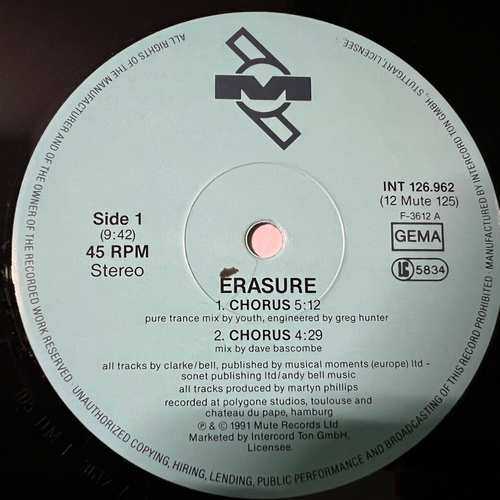 ALL RIGHTS OF THE MANUFACTURER AND OF THE OWNER OF THE RECORDED WORK RESERVED. UNAUTHORIZED COPYING, HIRING, LENDING, PUBLIC PERFORMANCE AND BROADCASTING OF THIS RECORD PROHIBITED. MANUFACTURED BY INTERCORD TON GMBH., STUTTGART, LICENSEE.
M
Side 1
(9:42)
45 RPM
Stereo
INT 126.962
(12 Mute 125)
F-3612 A
GEMA
LC 5834
ERASURE
1. CHORUS 5:12
pure trance mix by youth, engineered by greg hunter
2. CHORUS 4:29
mix by dave bascombe
all tracks by clarke/bell, published by musical moments (europe) ltd -
sonet publishing ltd/andy bell music
all tracks produced by martyn phillips
recorded at polygone studios, toulouse and
chateau du pape, hamburg
℗ & © 1991 Mute Records Ltd
Marketed by Intercord Ton GmbH,
Licensee.